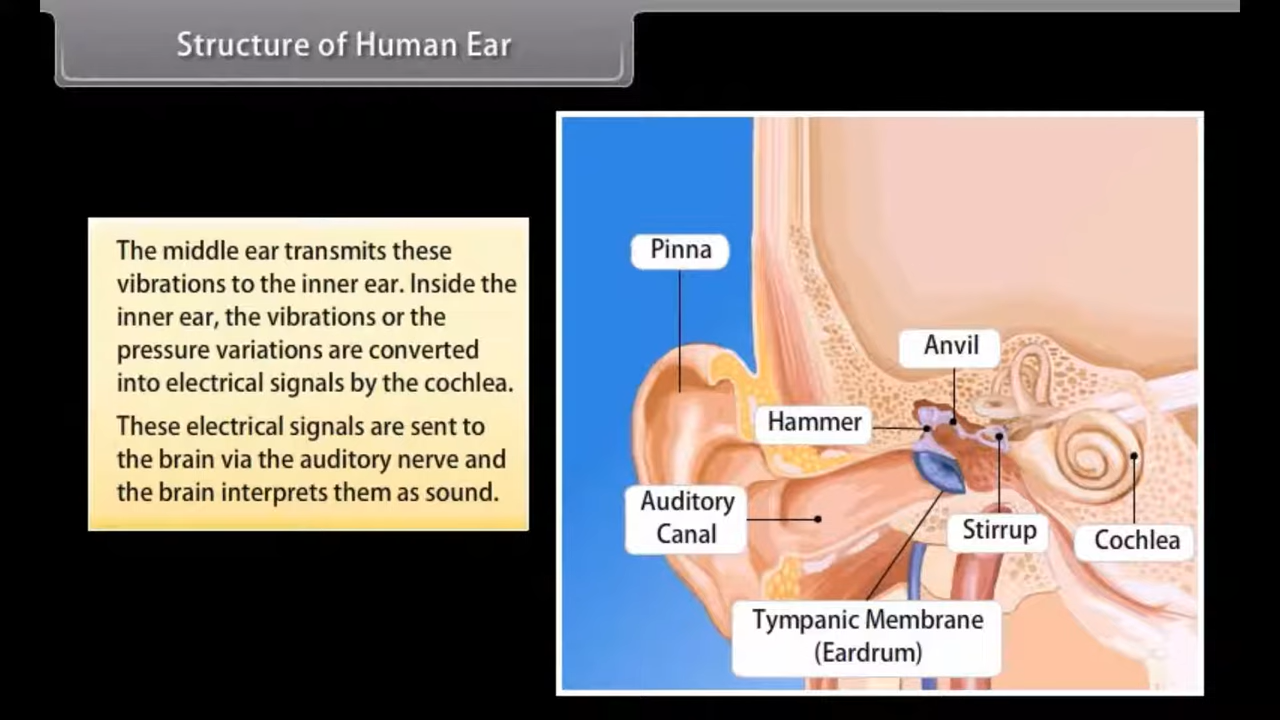 Structure of Human Ear
The middle ear transmits these
vibrations to the inner ear. Inside the
inner ear, the vibrations or the
pressure variations are converted
into electrical signals by the cochlea.
These electrical signals are sent to
the brain via the auditory nerve and
the brain interprets them as sound.
Pinna
Anvil
Hammer
Auditory
Canal
Stirrup
Cochlea
Tympanic Membrane
(Eardrum)